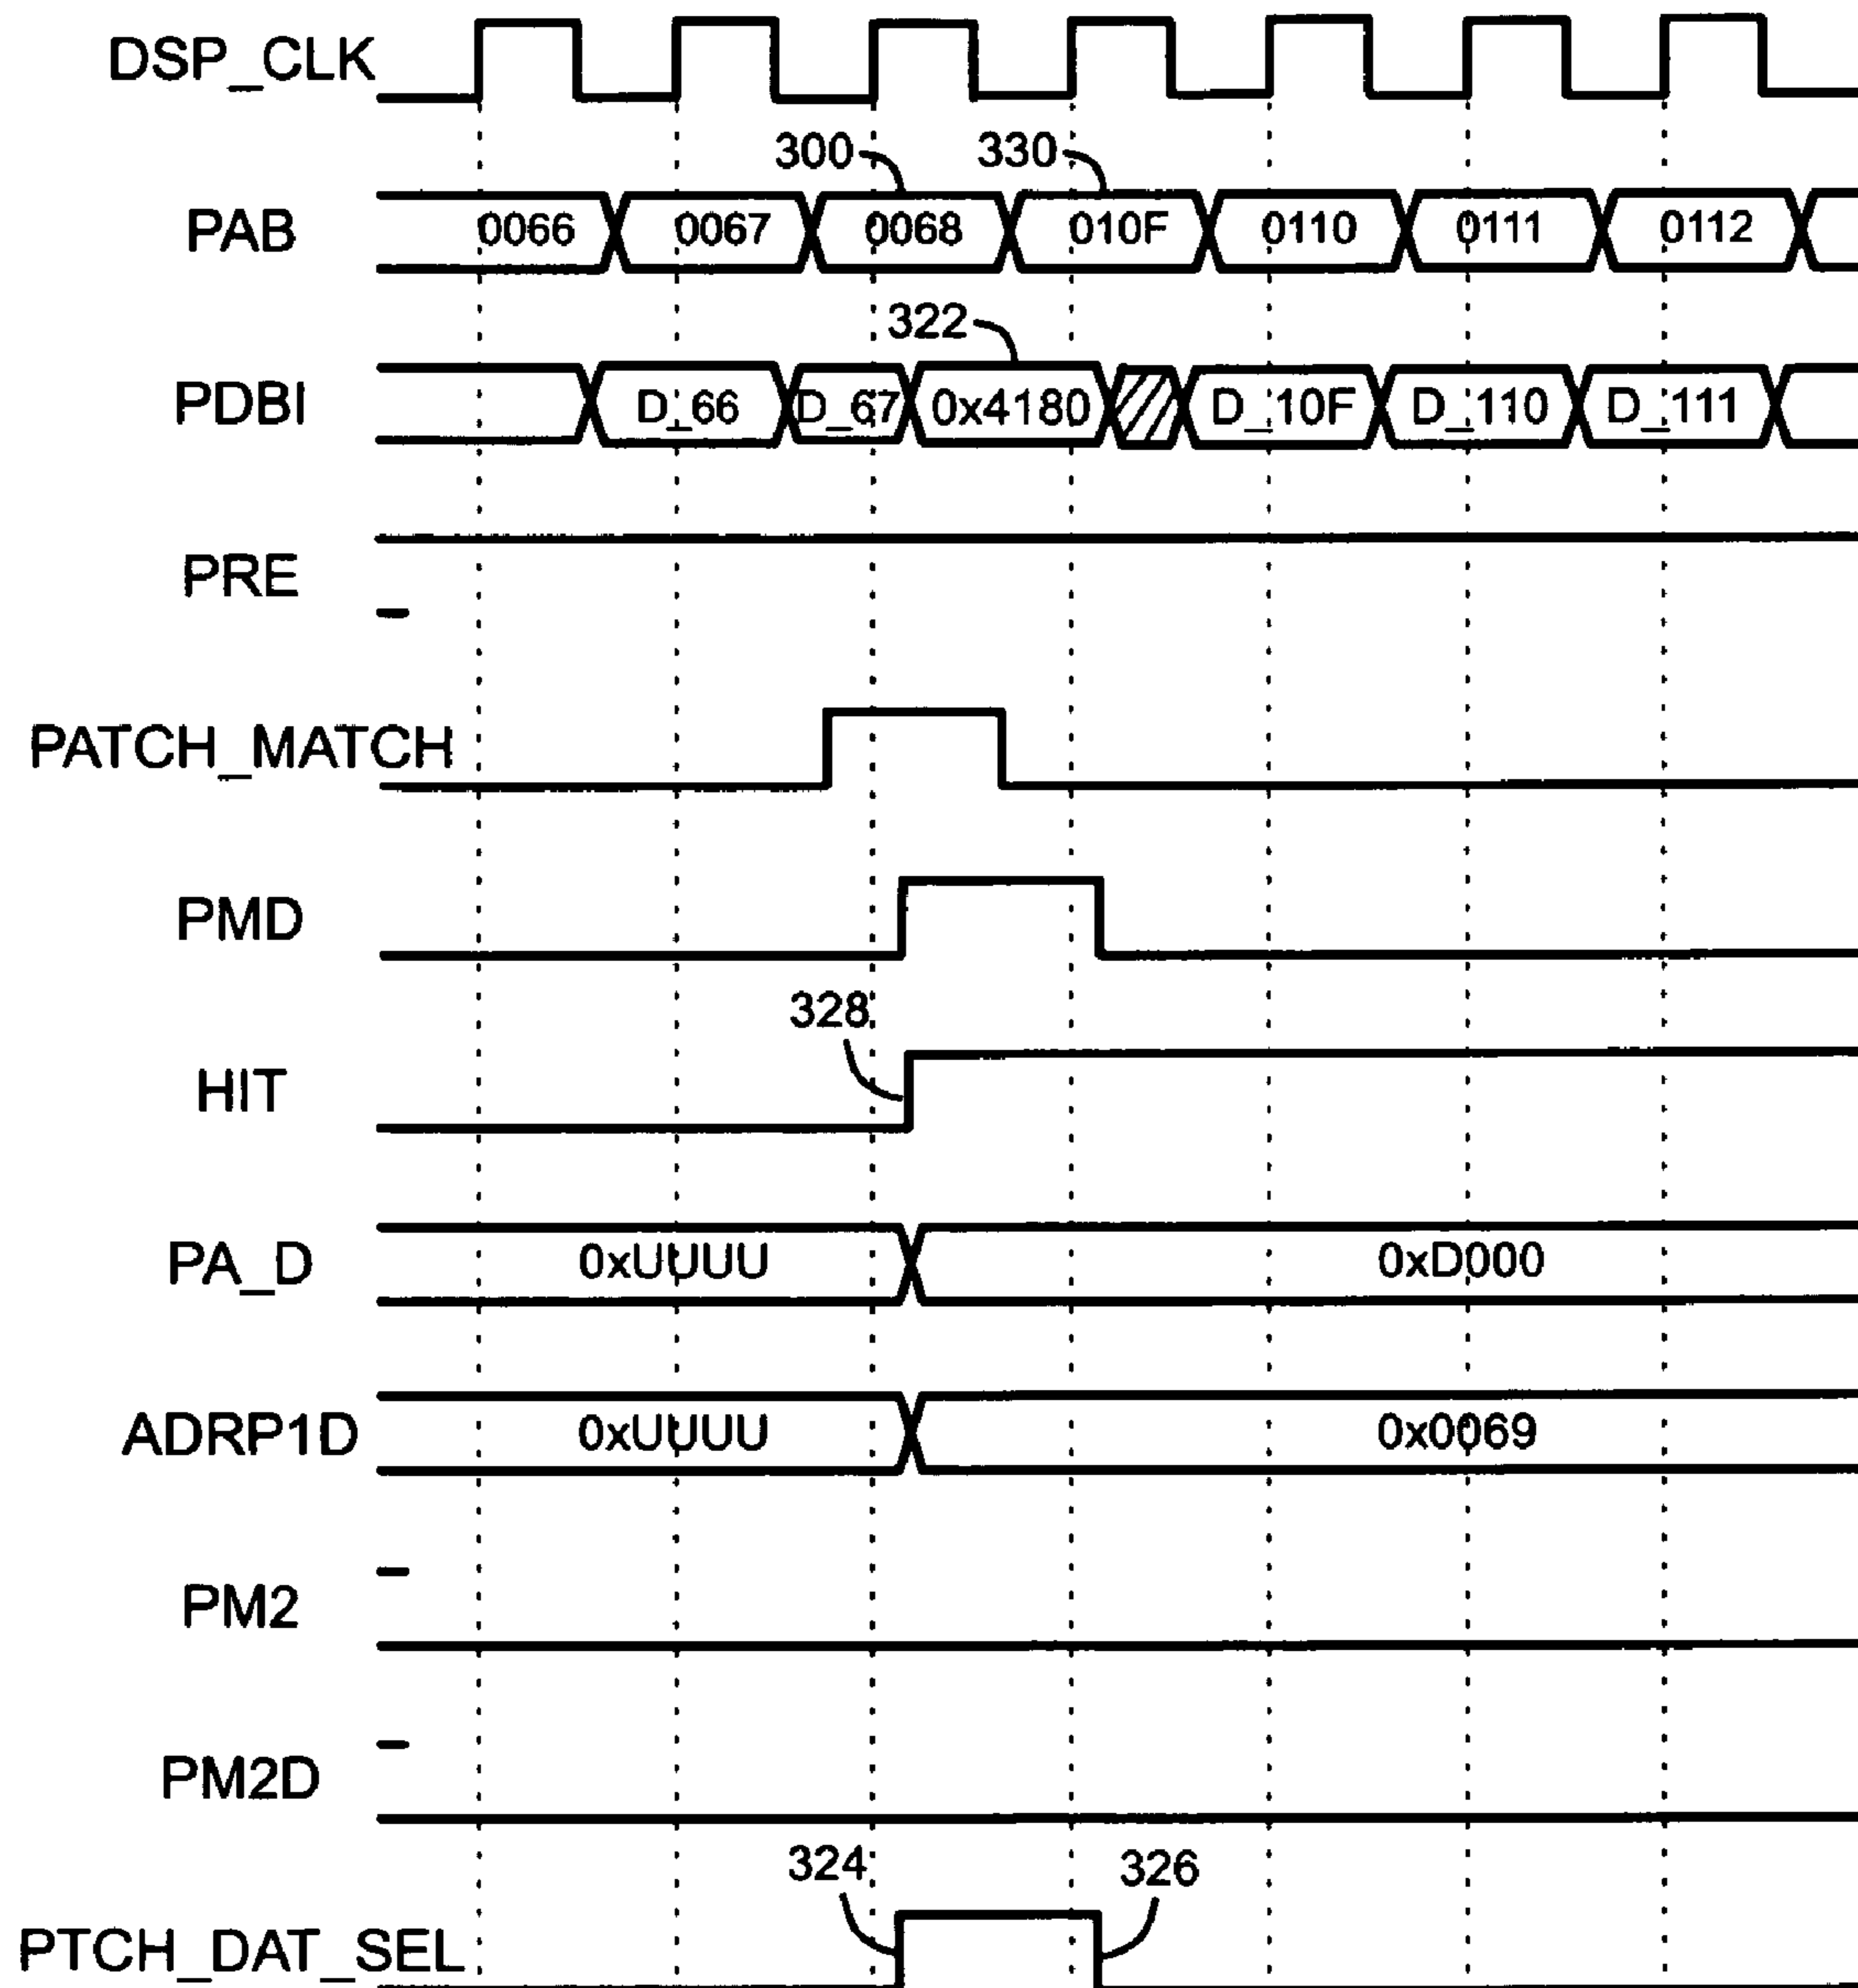 DSP_CLK
300 330
PAB 0066 0067 0068 010F 0110 0111 0112
322
PDBI D_66 D_67 0x4180 D_10F D_110 D_111
PRE
PATCH_MATCH
PMD
328
HIT
PA_D 0xUUUU 0xD000
ADRP1D 0xUUUU 0x0069
PM2
PM2D
324 326
PTCH_DAT_SEL